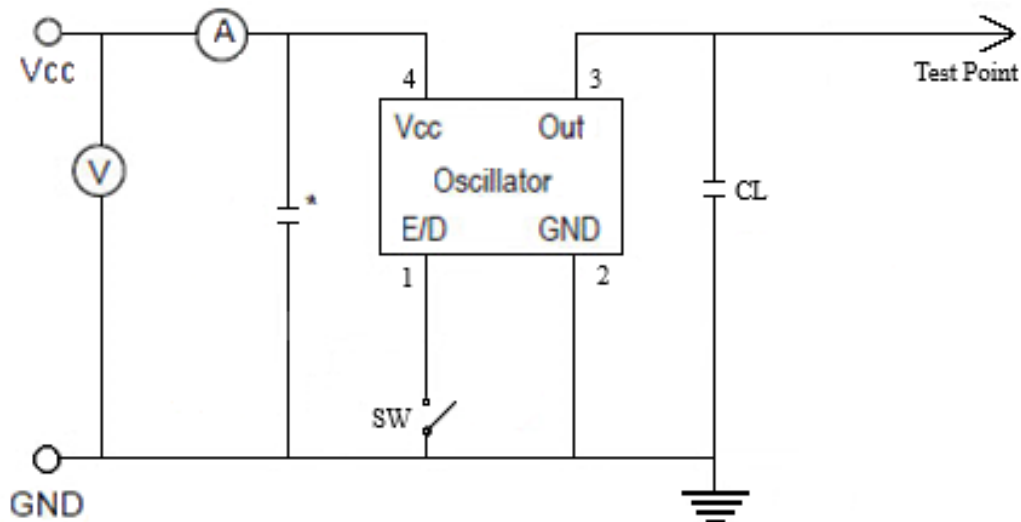 A
Vcc
4
3
Test Point
Vcc Out
V
Oscillator
CL
*
E/D GND
1
2
SW
GND